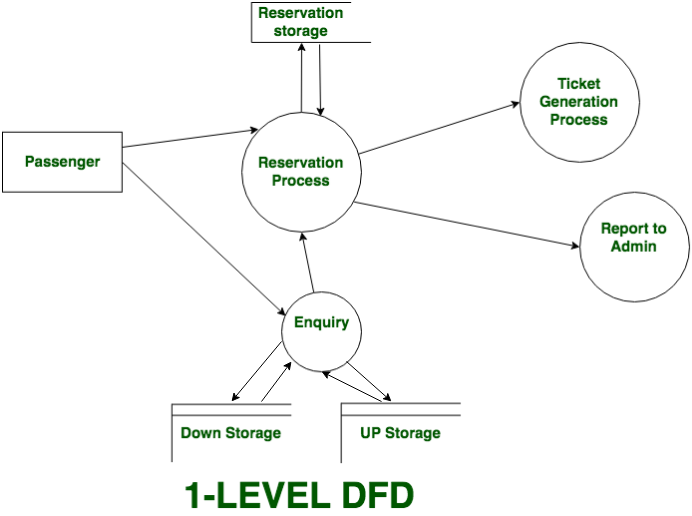 Reservation
storage
Ticket
Generation
Process
Passenger
Reservation
Process
Report to
Admin
Enquiry
Down Storage
UP Storage
1-LEVEL DFD